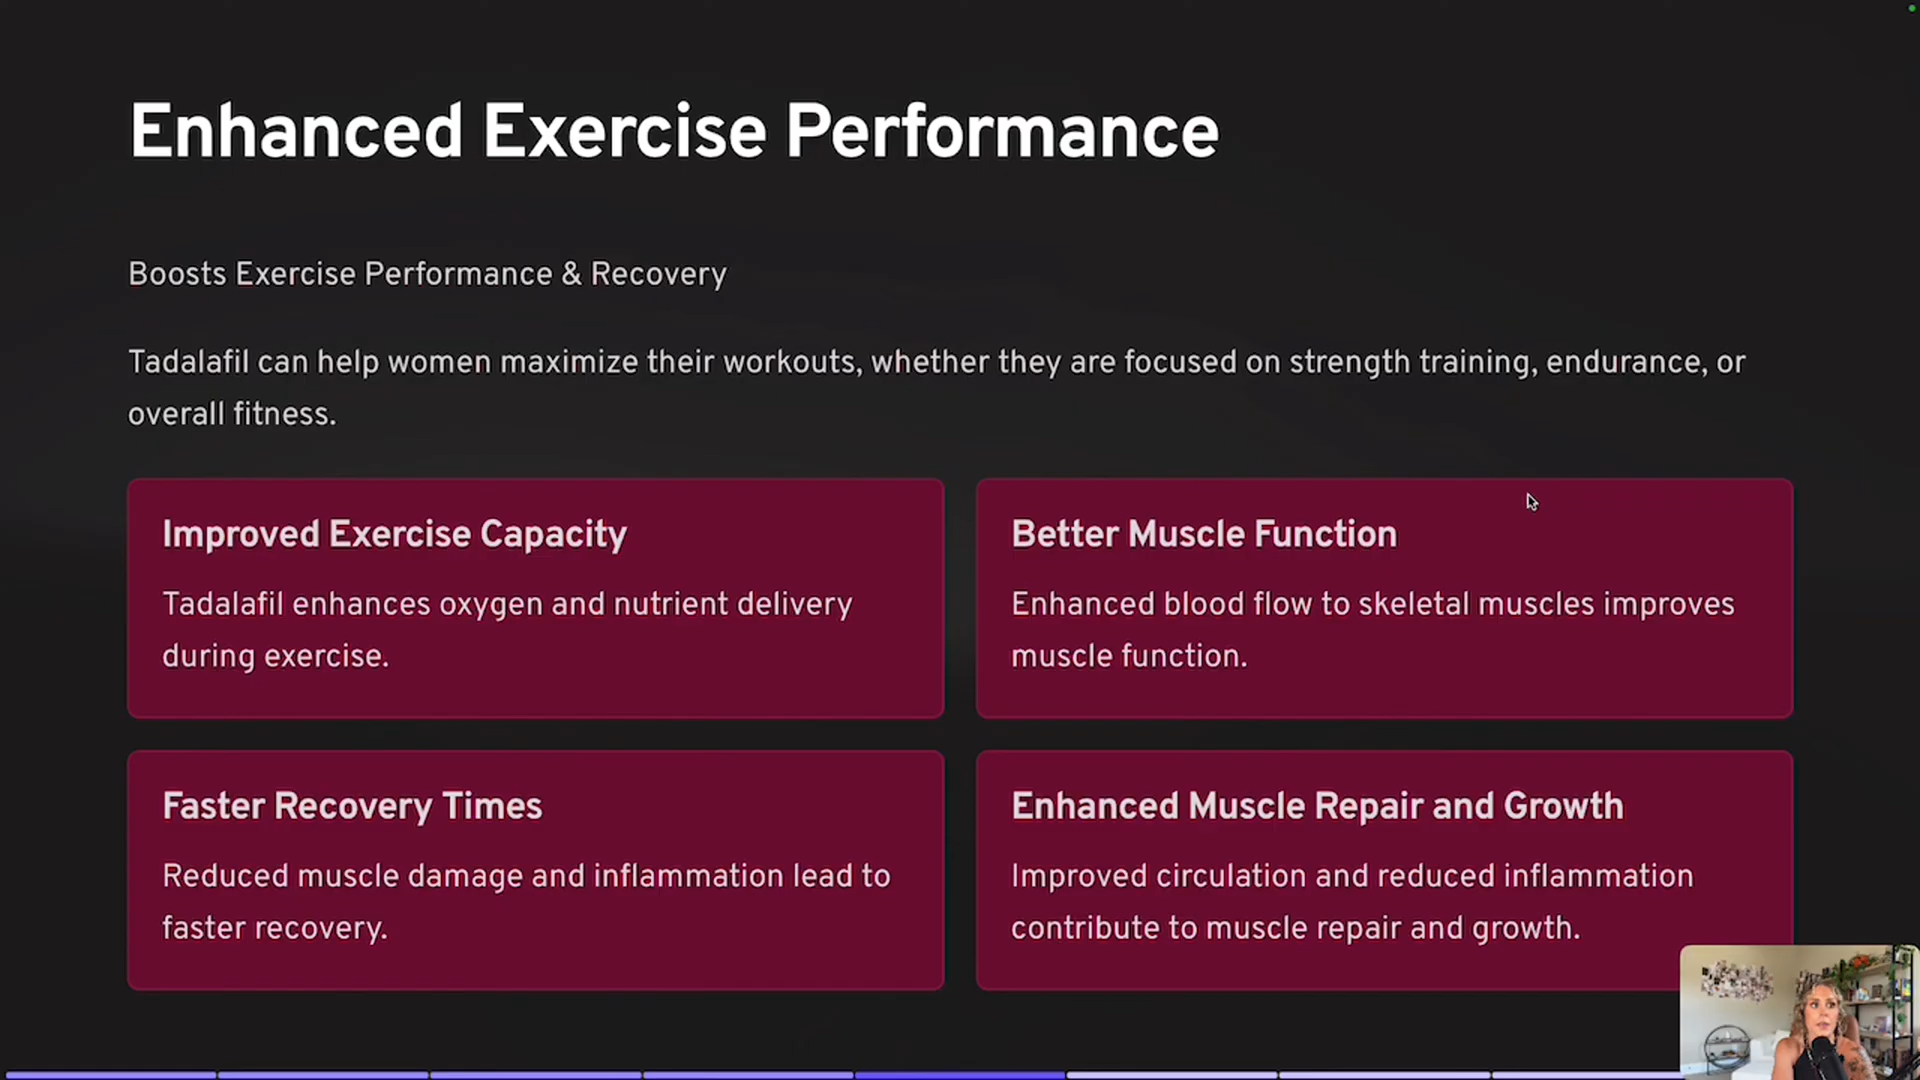 Enhanced Exercise Performance
Boosts Exercise Performance & Recovery
Tadalafil can help women maximize their workouts, whether they are focused on strength training, endurance, or
overall fitness.
Improved Exercise Capacity
Tadalafil enhances oxygen and nutrient delivery
during exercise.
Better Muscle Function
Enhanced blood flow to skeletal muscles improves
muscle function.
Faster Recovery Times
Reduced muscle damage and inflammation lead to
faster recovery.
Enhanced Muscle Repair and Growth
Improved circulation and reduced inflammation
contribute to muscle repair and growth.